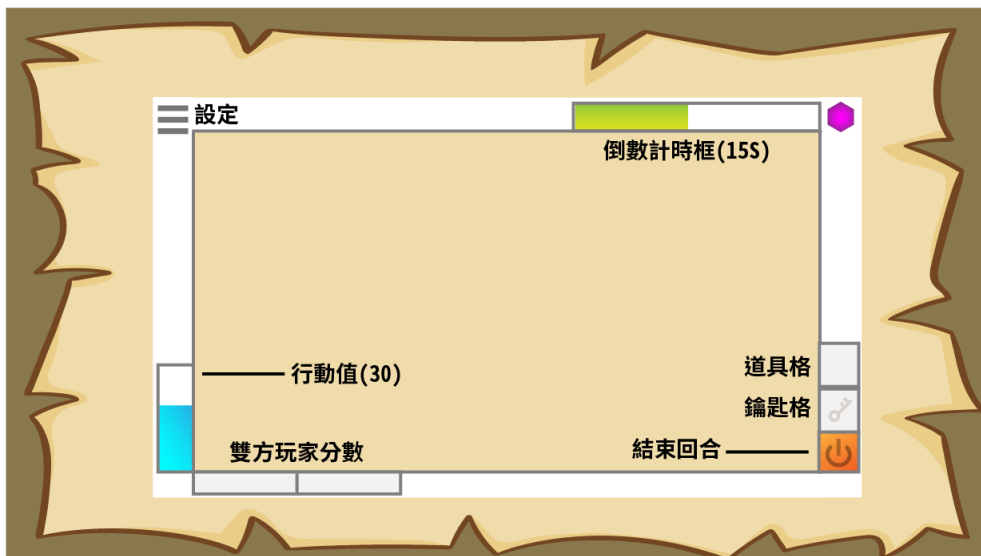 設定
倒數計時框(15S)
行動值(30)
道具格
鑰匙格
雙方玩家分數
結束回合